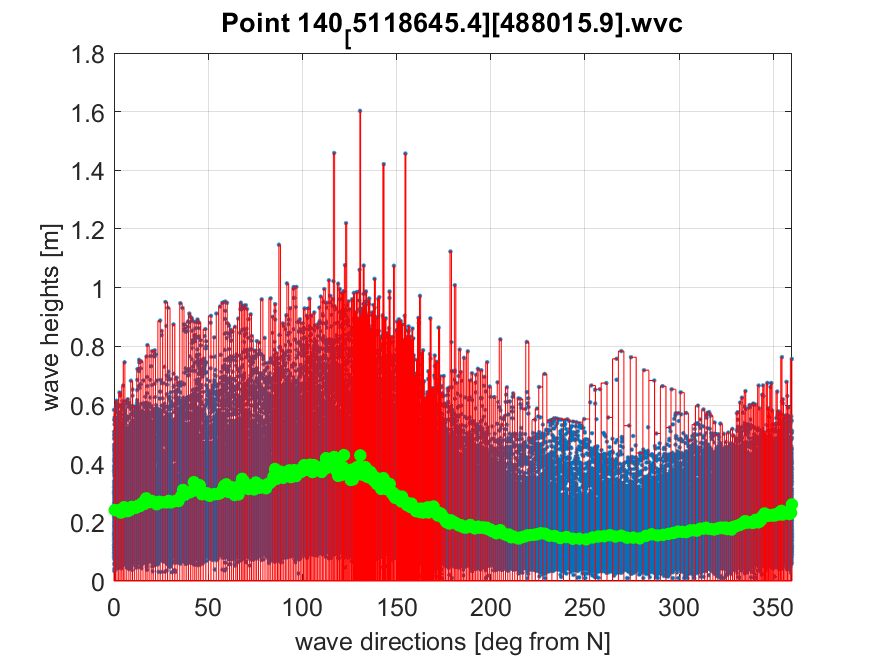 Point 140[5118645.4][488015.9].wvc
1.8
1.6
1.4
1.2
1
0.8
0.6
0.4
0.2
0
wave heights [m]
0 50 100 150 200 250 300 350
wave directions [deg from N]